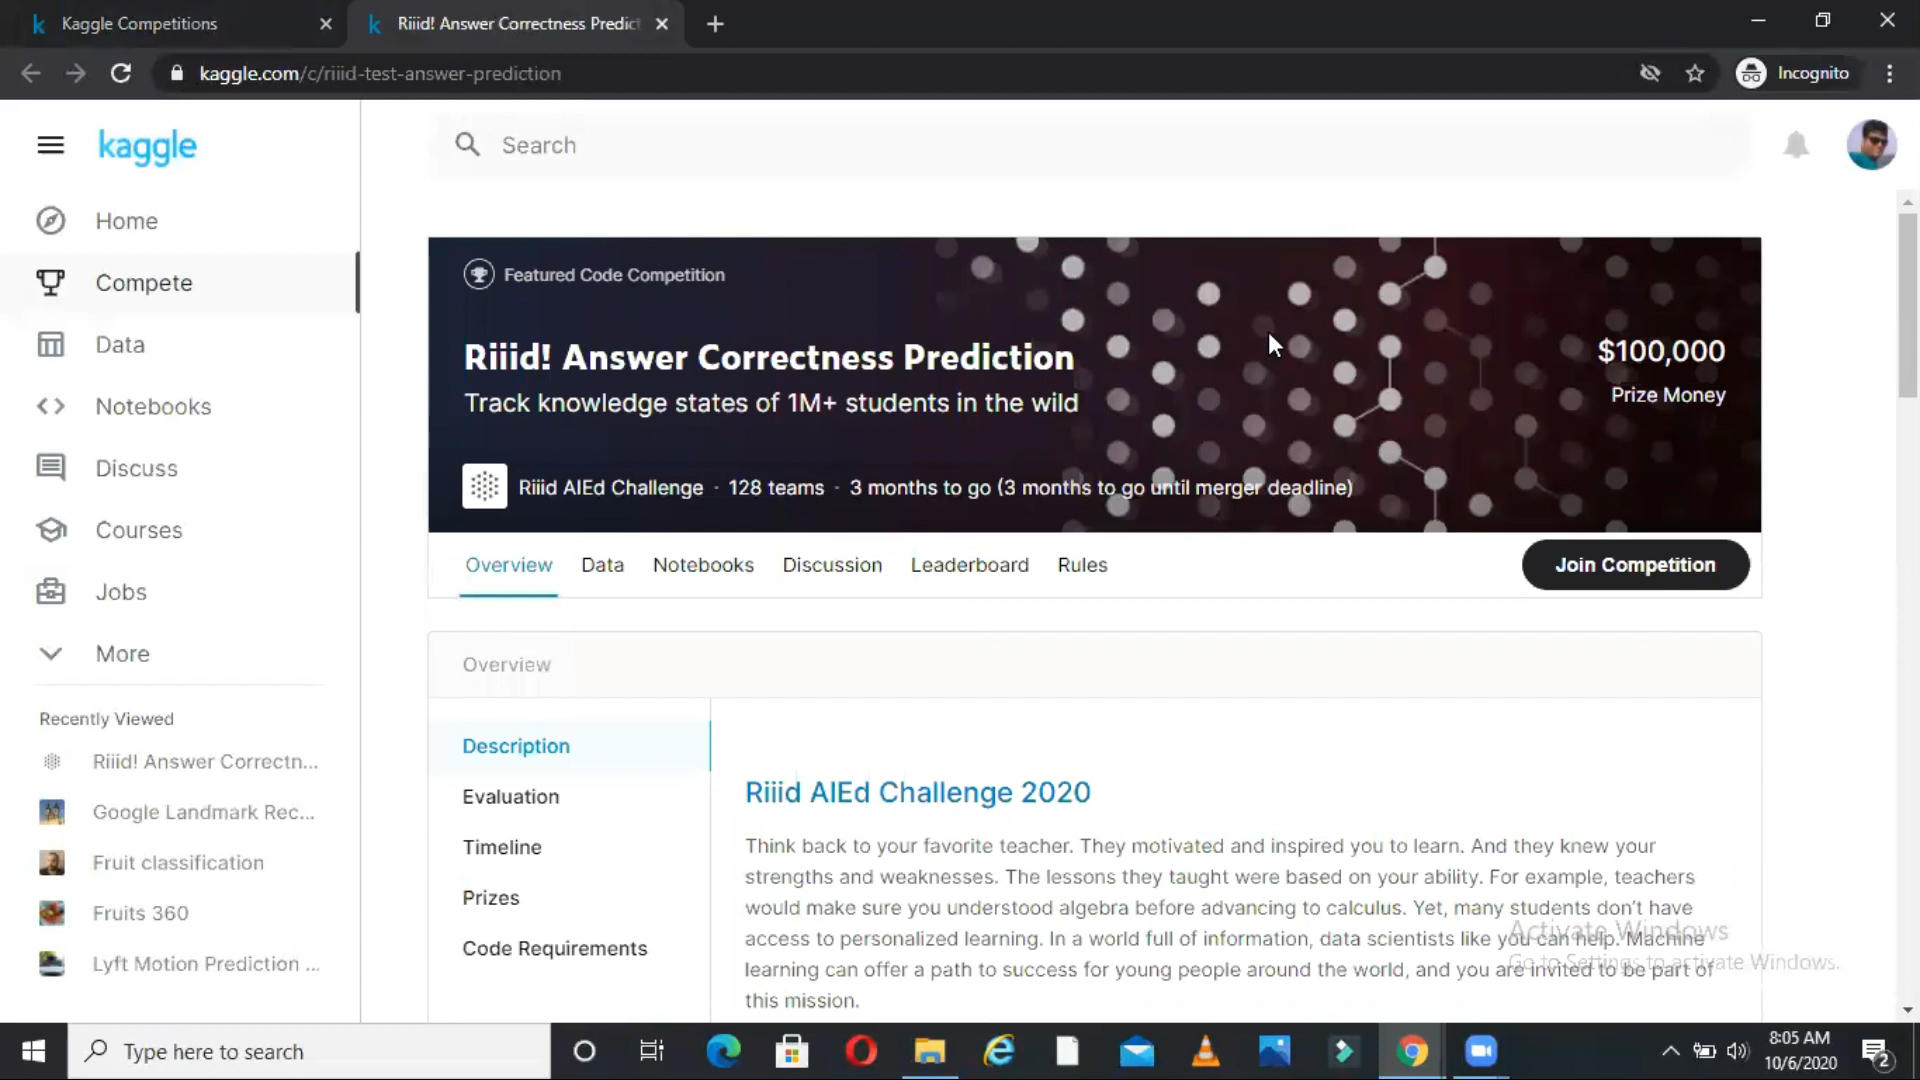 Kaggle Competitions
Riiid! Answer Correctness Predict
kaggle.com/c/riiid-test-answer-prediction
Incognito
kaggle
Search
Home
Compete
Data
Notebooks
Discuss
Courses
Jobs
More
Recently Viewed
Riiid! Answer Correctn...
Google Landmark Rec...
Fruit classification
Fruits 360
Lyft Motion Prediction ...
Featured Code Competition
Riiid! Answer Correctness Prediction
Track knowledge states of 1M+ students in the wild
$100,000
Prize Money
Riiid AIEd Challenge · 128 teams · 3 months to go (3 months to go until merger deadline)
Overview Data Notebooks Discussion Leaderboard Rules
Join Competition
Overview
Description
Evaluation
Timeline
Prizes
Code Requirements
Riiid AIEd Challenge 2020
Think back to your favorite teacher. They motivated and inspired you to learn. And they knew your
strengths and weaknesses. The lessons they taught were based on your ability. For example, teachers
would make sure you understood algebra before advancing to calculus. Yet, many students don't have
access to personalized learning. In a world full of information, data scientists like you can help. Machine
learning can offer a path to success for young people around the world, and you are invited to be part of
this mission.
Activate Windows
Go to Settings to activate Windows.
Type here to search
8:05 AM
10/6/2020
2